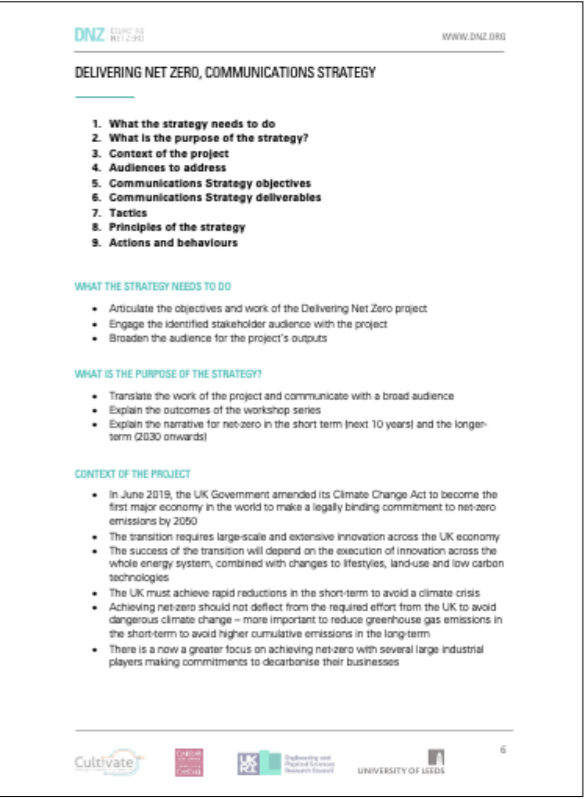 DNZ DELIVERING
NET ZERO
WWW.DNZ.ORG
DELIVERING NET ZERO, COMMUNICATIONS STRATEGY
1. What the strategy needs to do
2. What is the purpose of the strategy?
3. Context of the project
4. Audiences to address
5. Communications Strategy objectives
6. Communications Strategy deliverables
7. Tactics
8. Principles of the strategy
9. Actions and behaviours
WHAT THE STRATEGY NEEDS TO DO
• Articulate the objectives and work of the Delivering Net Zero project
• Engage the identified stakeholder audience with the project
• Broaden the audience for the project's outputs
WHAT IS THE PURPOSE OF THE STRATEGY?
• Translate the work of the project and communicate with a broad audience
• Explain the outcomes of the workshop series
• Explain the narrative for net-zero in the short term (next 10 years) and the longer-
term (2030 onwards)
CONTEXT OF THE PROJECT
• In June 2019, the UK Government amended its Climate Change Act to become the
first major economy in the world to make a legally binding commitment to net-zero
emissions by 2050
• The transition requires large-scale and extensive innovation across the UK economy
• The success of the transition will depend on the execution of innovation across the
whole energy system, combined with changes to lifestyles, land-use and low carbon
technologies
• The UK must achieve rapid reductions in the short-term to avoid a climate crisis
• Achieving net-zero should not deflect from the required effort from the UK to avoid
dangerous climate change – more important to reduce greenhouse gas emissions in
the short-term to avoid higher cumulative emissions in the long-term
• There is a now a greater focus on achieving net-zero with several large industrial
players making commitments to decarbonise their businesses
6
Cultivate
UK
RI
Engineering and
Physical Sciences
Research Council
UNIVERSITY OF LEEDS